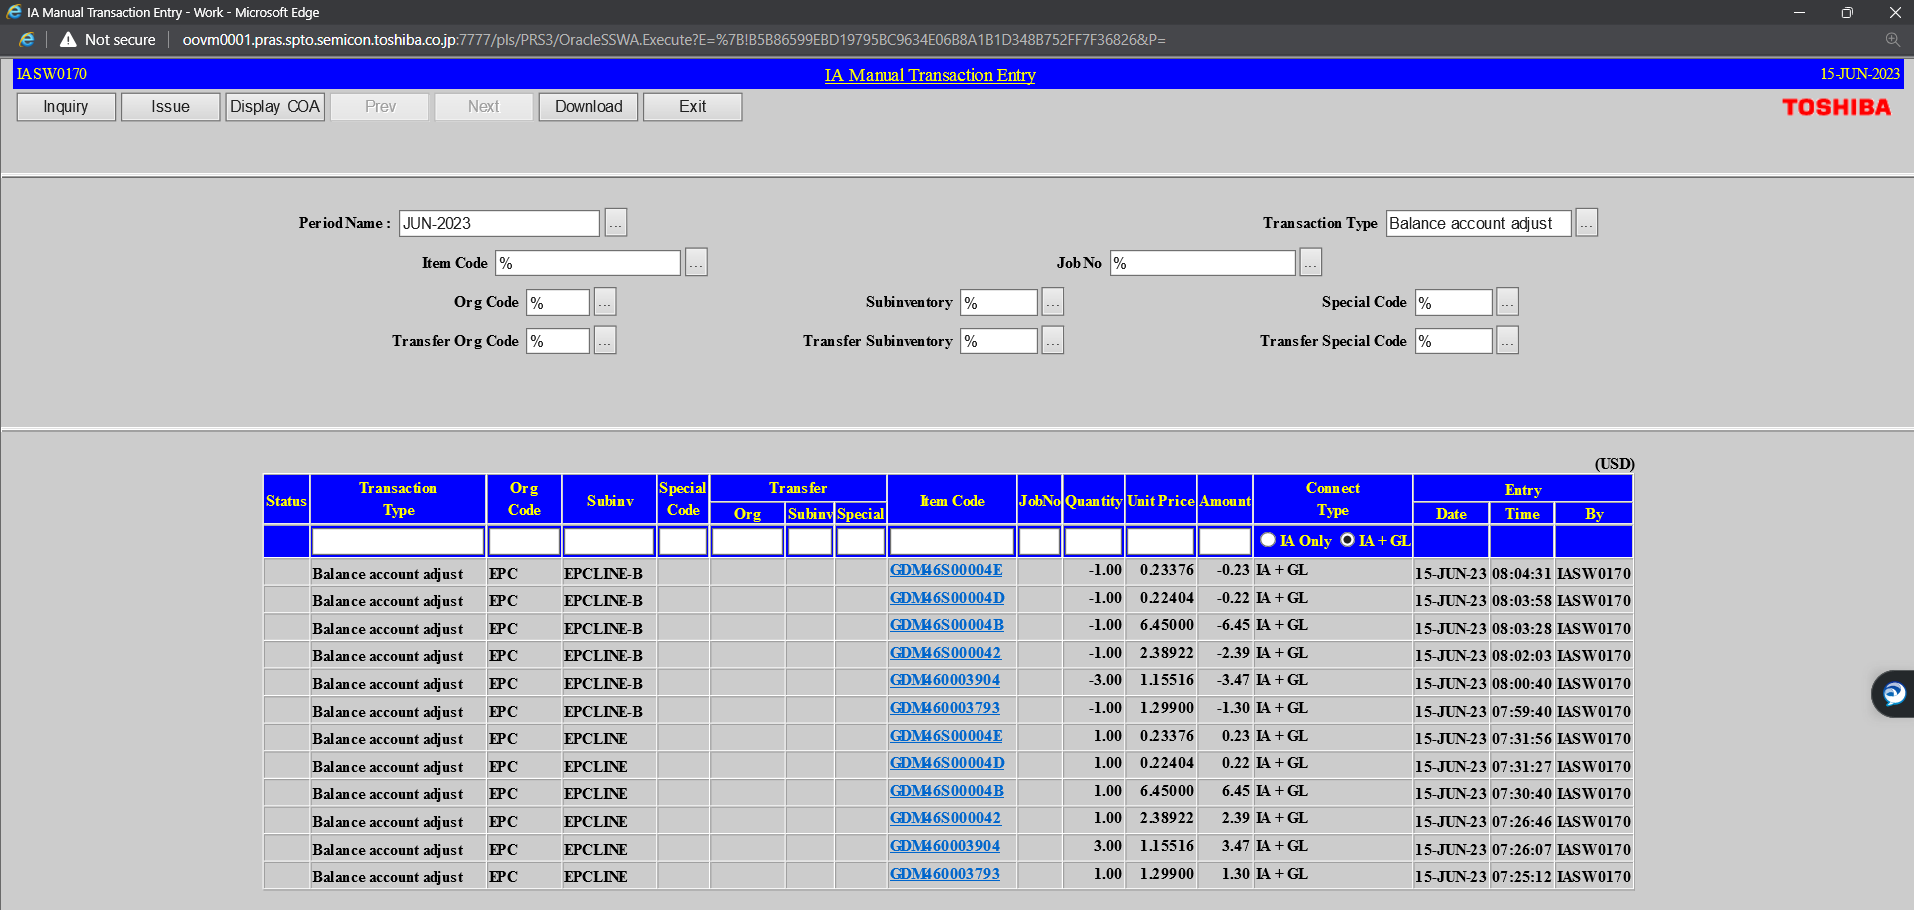 IA Manual Transaction Entry - Work - Microsoft Edge
Not secure oovm0001.pras.spto.semicon.toshiba.co.jp:7777/pls/PRS3/OracleSSWA.Execute?E=%7B!B5B86599EBD19795BC9634E06B8A1B1D348B752FF7F36826&P=
IASW0170 IA Manual Transaction Entry 15-JUN-2023
Inquiry Issue Display COA Prev Next Download Exit TOSHIBA
Period Name : JUN-2023 ... Transaction Type Balance account adjust ...
Item Code % ... Job No % ...
Org Code % ... Subinventory % ... Special Code % ...
Transfer Org Code % ... Transfer Subinventory % ... Transfer Special Code % ...
(USD)
Status Transaction Type Org Code Subinv Special Code Transfer Item Code JobNo Quantity Unit Price Amount Connect Type Entry
Org Subinv Special Date Time By
IA Only IA + GL
Balance account adjust EPC EPCLINE-B GDM46S00004E -1.00 0.23376 -0.23 IA + GL 15-JUN-23 08:04:31 IASW0170
Balance account adjust EPC EPCLINE-B GDM46S00004D -1.00 0.22404 -0.22 IA + GL 15-JUN-23 08:03:58 IASW0170
Balance account adjust EPC EPCLINE-B GDM46S00004B -1.00 6.45000 -6.45 IA + GL 15-JUN-23 08:03:28 IASW0170
Balance account adjust EPC EPCLINE-B GDM46S000042 -1.00 2.38922 -2.39 IA + GL 15-JUN-23 08:02:03 IASW0170
Balance account adjust EPC EPCLINE-B GDM460003904 -3.00 1.15516 -3.47 IA + GL 15-JUN-23 08:00:40 IASW0170
Balance account adjust EPC EPCLINE-B GDM460003793 -1.00 1.29900 -1.30 IA + GL 15-JUN-23 07:59:40 IASW0170
Balance account adjust EPC EPCLINE GDM46S00004E 1.00 0.23376 0.23 IA + GL 15-JUN-23 07:31:56 IASW0170
Balance account adjust EPC EPCLINE GDM46S00004D 1.00 0.22404 0.22 IA + GL 15-JUN-23 07:31:27 IASW0170
Balance account adjust EPC EPCLINE GDM46S00004B 1.00 6.45000 6.45 IA + GL 15-JUN-23 07:30:40 IASW0170
Balance account adjust EPC EPCLINE GDM46S000042 1.00 2.38922 2.39 IA + GL 15-JUN-23 07:26:46 IASW0170
Balance account adjust EPC EPCLINE GDM460003904 3.00 1.15516 3.47 IA + GL 15-JUN-23 07:26:07 IASW0170
Balance account adjust EPC EPCLINE GDM460003793 1.00 1.29900 1.30 IA + GL 15-JUN-23 07:25:12 IASW0170